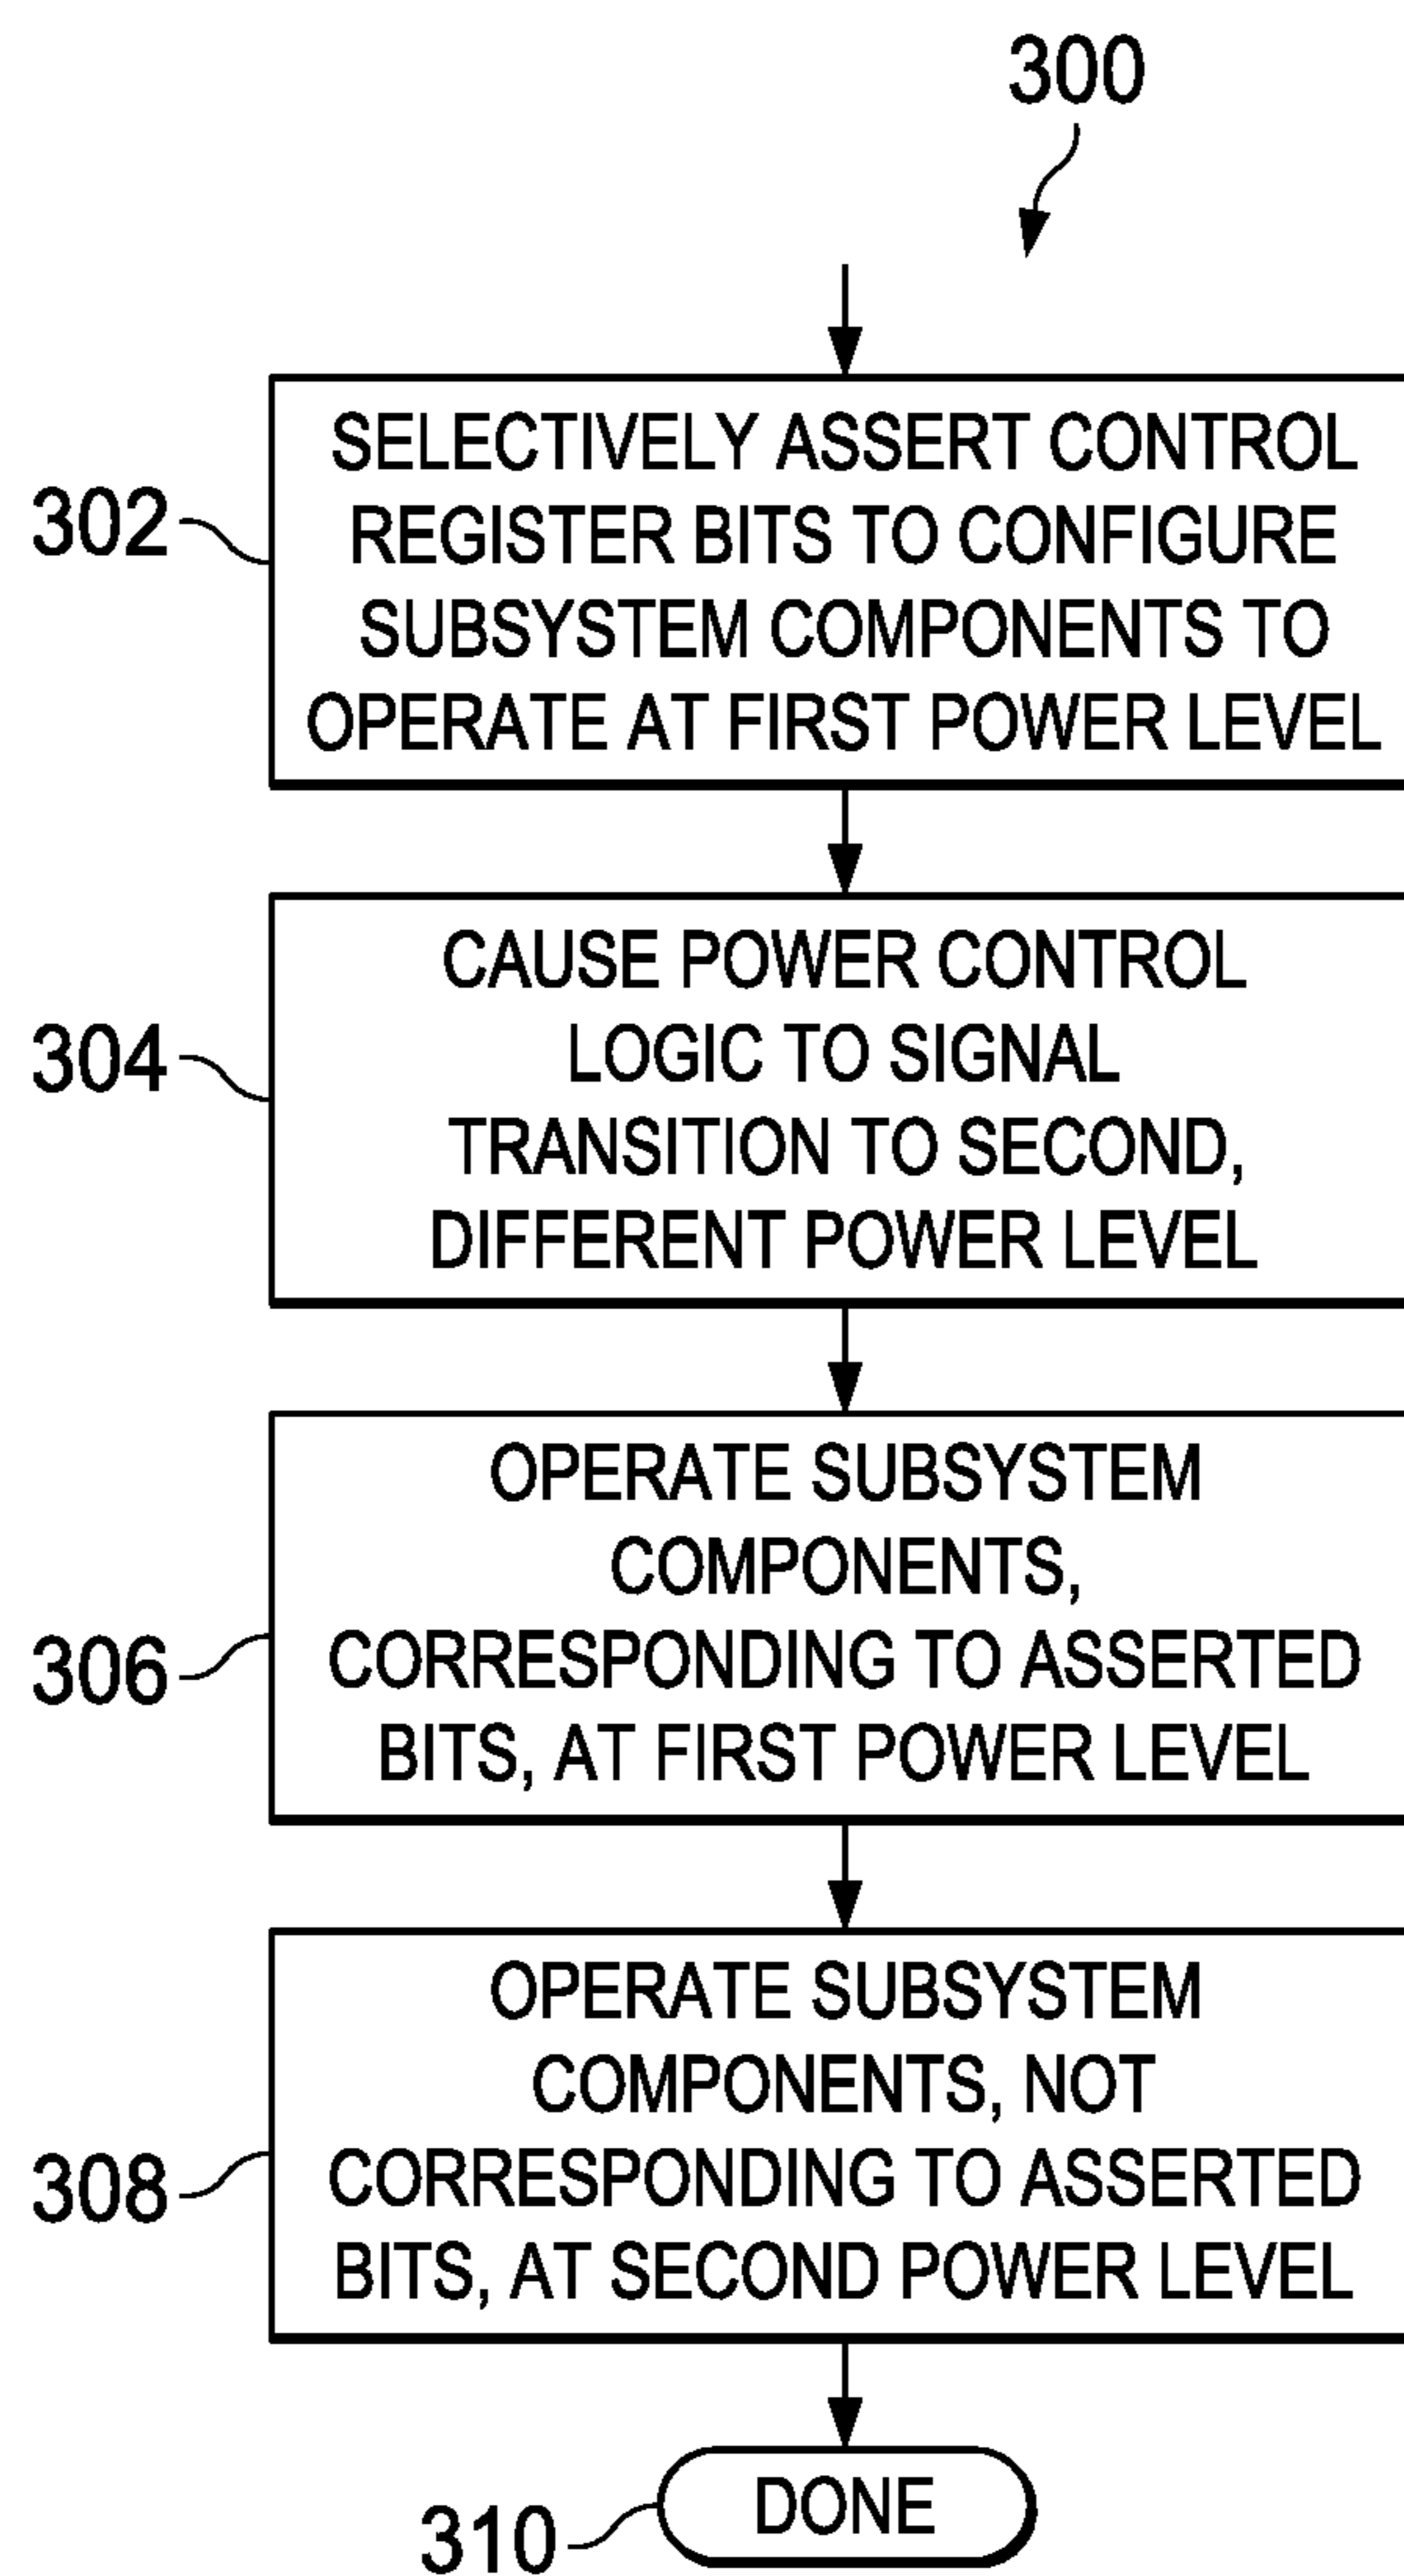 300
302
SELECTIVELY ASSERT CONTROL
REGISTER BITS TO CONFIGURE
SUBSYSTEM COMPONENTS TO
OPERATE AT FIRST POWER LEVEL
304
CAUSE POWER CONTROL
LOGIC TO SIGNAL
TRANSITION TO SECOND,
DIFFERENT POWER LEVEL
306
OPERATE SUBSYSTEM
COMPONENTS,
CORRESPONDING TO ASSERTED
BITS, AT FIRST POWER LEVEL
308
OPERATE SUBSYSTEM
COMPONENTS, NOT
CORRESPONDING TO ASSERTED
BITS, AT SECOND POWER LEVEL
310
DONE